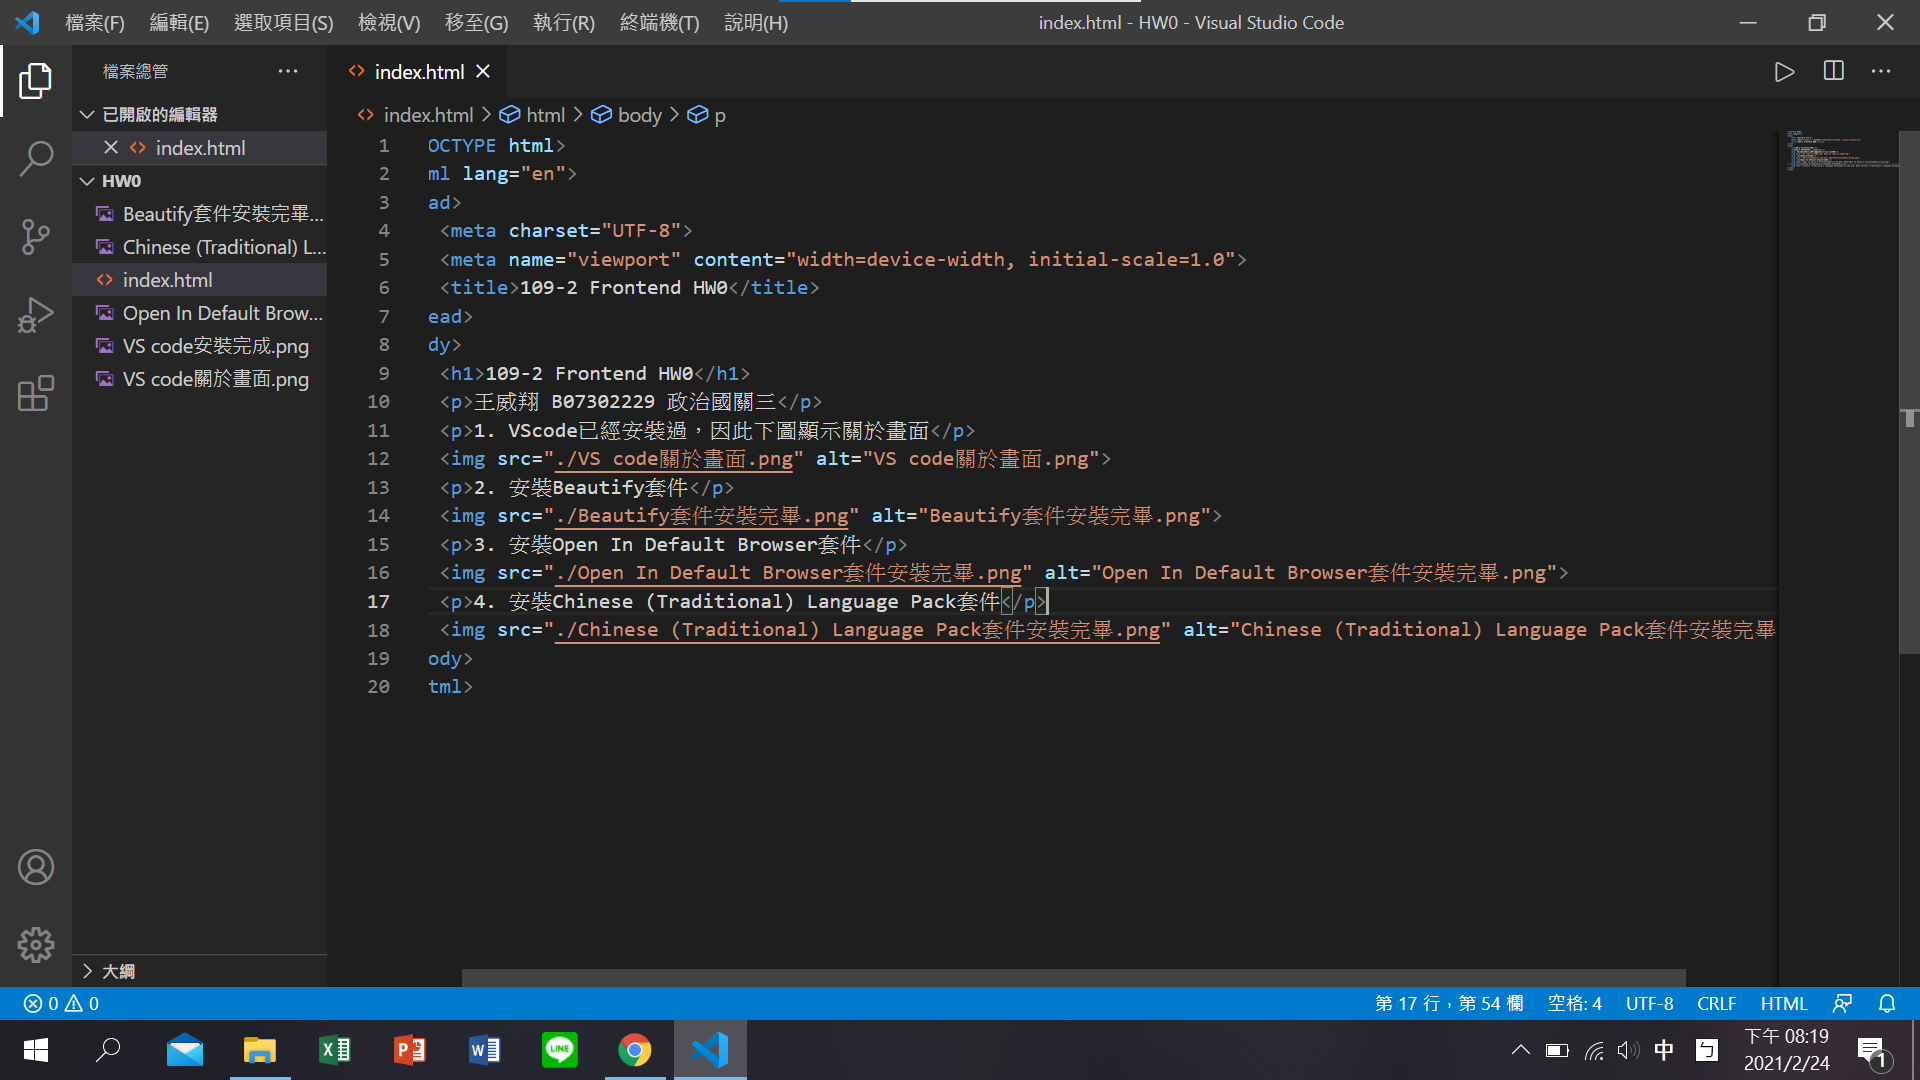 檔案(F) 編輯(E) 選取項目(S) 檢視(V) 移至(G) 執行(R) 終端機(T) 說明(H) index.html - HW0 - Visual Studio Code
檔案總管
index.html
已開啟的編輯器
index.html > html > body > p
index.html
HW0
Beautify套件安裝完畢...
Chinese (Traditional) L...
index.html
Open In Default Brow...
VS code安裝完成.png
VS code關於畫面.png
大綱
1 OCTYPE html>
2 ml lang="en">
3 ad>
4 <meta charset="UTF-8">
5 <meta name="viewport" content="width=device-width, initial-scale=1.0">
6 <title>109-2 Frontend HW0</title>
7 ead>
8 dy>
9 <h1>109-2 Frontend HW0</h1>
10 <p>王威翔 B07302229 政治國關三</p>
11 <p>1. VScode已經安裝過，因此下圖顯示關於畫面</p>
12 <img src="./VS code關於畫面.png" alt="VS code關於畫面.png">
13 <p>2. 安裝Beautify套件</p>
14 <img src="./Beautify套件安裝完畢.png" alt="Beautify套件安裝完畢.png">
15 <p>3. 安裝Open In Default Browser套件</p>
16 <img src="./Open In Default Browser套件安裝完畢.png" alt="Open In Default Browser套件安裝完畢.png">
17 <p>4. 安裝Chinese (Traditional) Language Pack套件</p>
18 <img src="./Chinese (Traditional) Language Pack套件安裝完畢.png" alt="Chinese (Traditional) Language Pack套件安裝完畢
19 ody>
20 tml>
0 0 第 17 行，第 54 欄 空格: 4 UTF-8 CRLF HTML
中 ㄅ 下午 08:19
2021/2/24
1